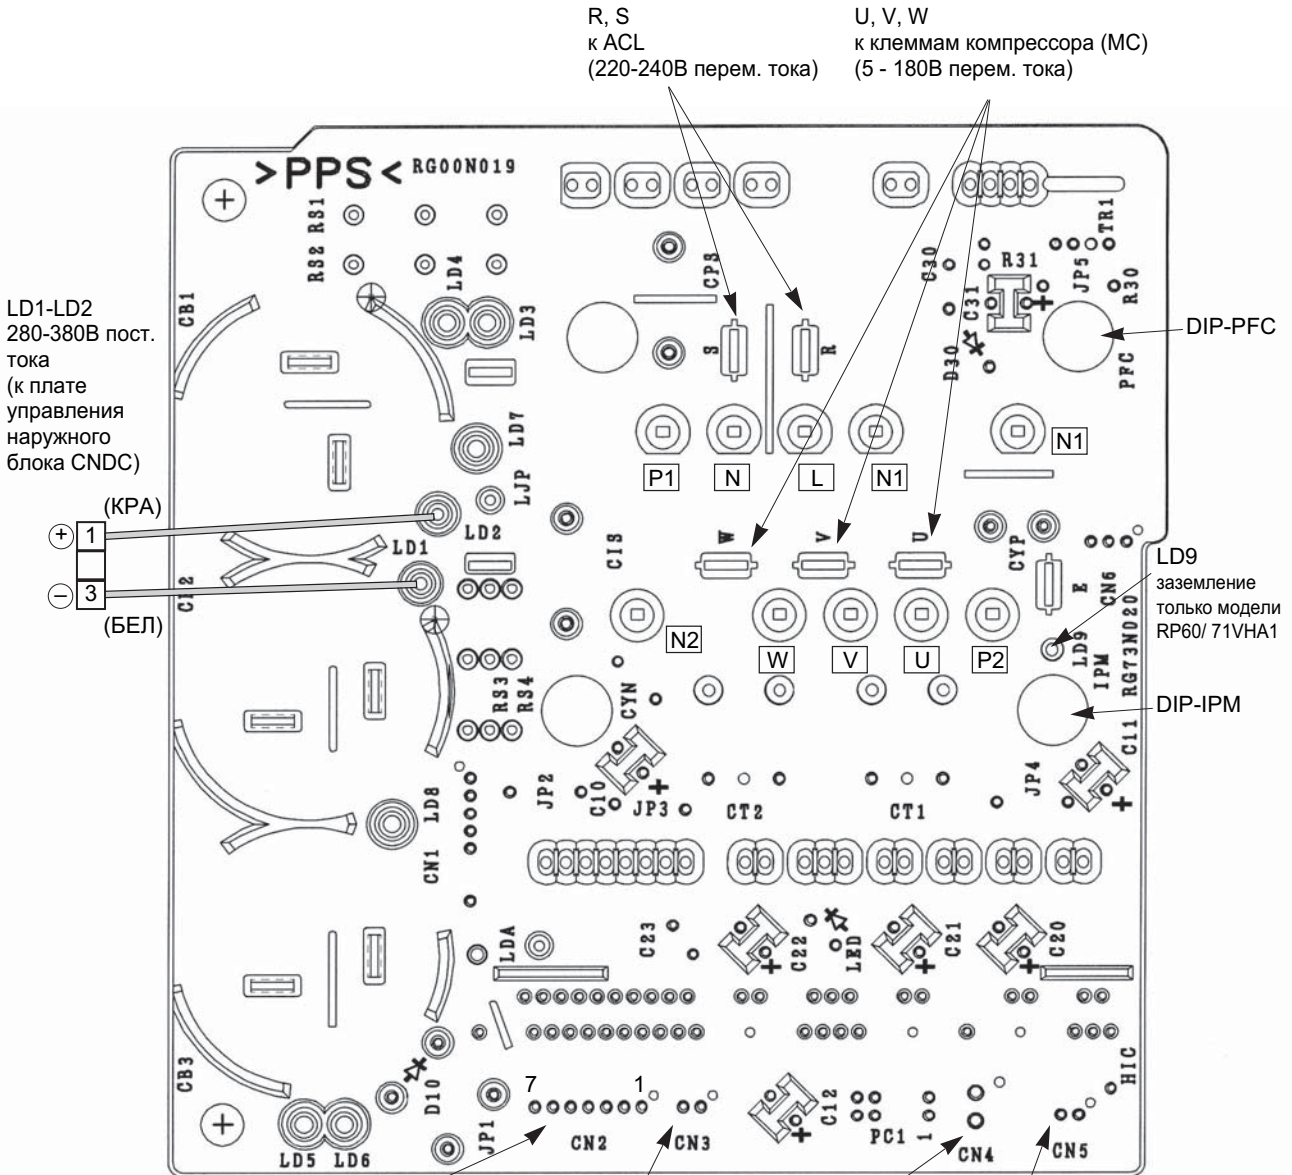 R, S
к ACL
(220-240В перем. тока)
U, V, W
к клеммам компрессора (МС)
(5 - 180В перем. тока)
>PPS< RG00N019
RS1
RS2
LD4
LD3
CB1
CPS
S
R
C30
R31
C31
JP5
TR1
R30
D30
PFC
DIP-PFC
LD1-LD2
280-380В пост.
тока
(к плате
управления
наружного
блока CNDC)
LD7
LJP
P1
N
L
N1
N1
(КРА)
+ 1
− 3
(БЕЛ)
LD2
LD1
CB2
CIS
W
V
U
CYP
E
CN6
LD9
заземление
только модели
RP60/ 71VHA1
N2
W
V
U
P2
LD9
IPM
RG73N020
RS3
RS4
CYN
DIP-IPM
C11
JP2
C10
JP3
CT2
CT1
JP4
LD8
CN1
LDA
C23
C22
LED
C21
C20
CB3
D10
JP1
7
1
CN2
CN3
C12
PC1
1
CN4
CN5
HIC
LD5
LD6